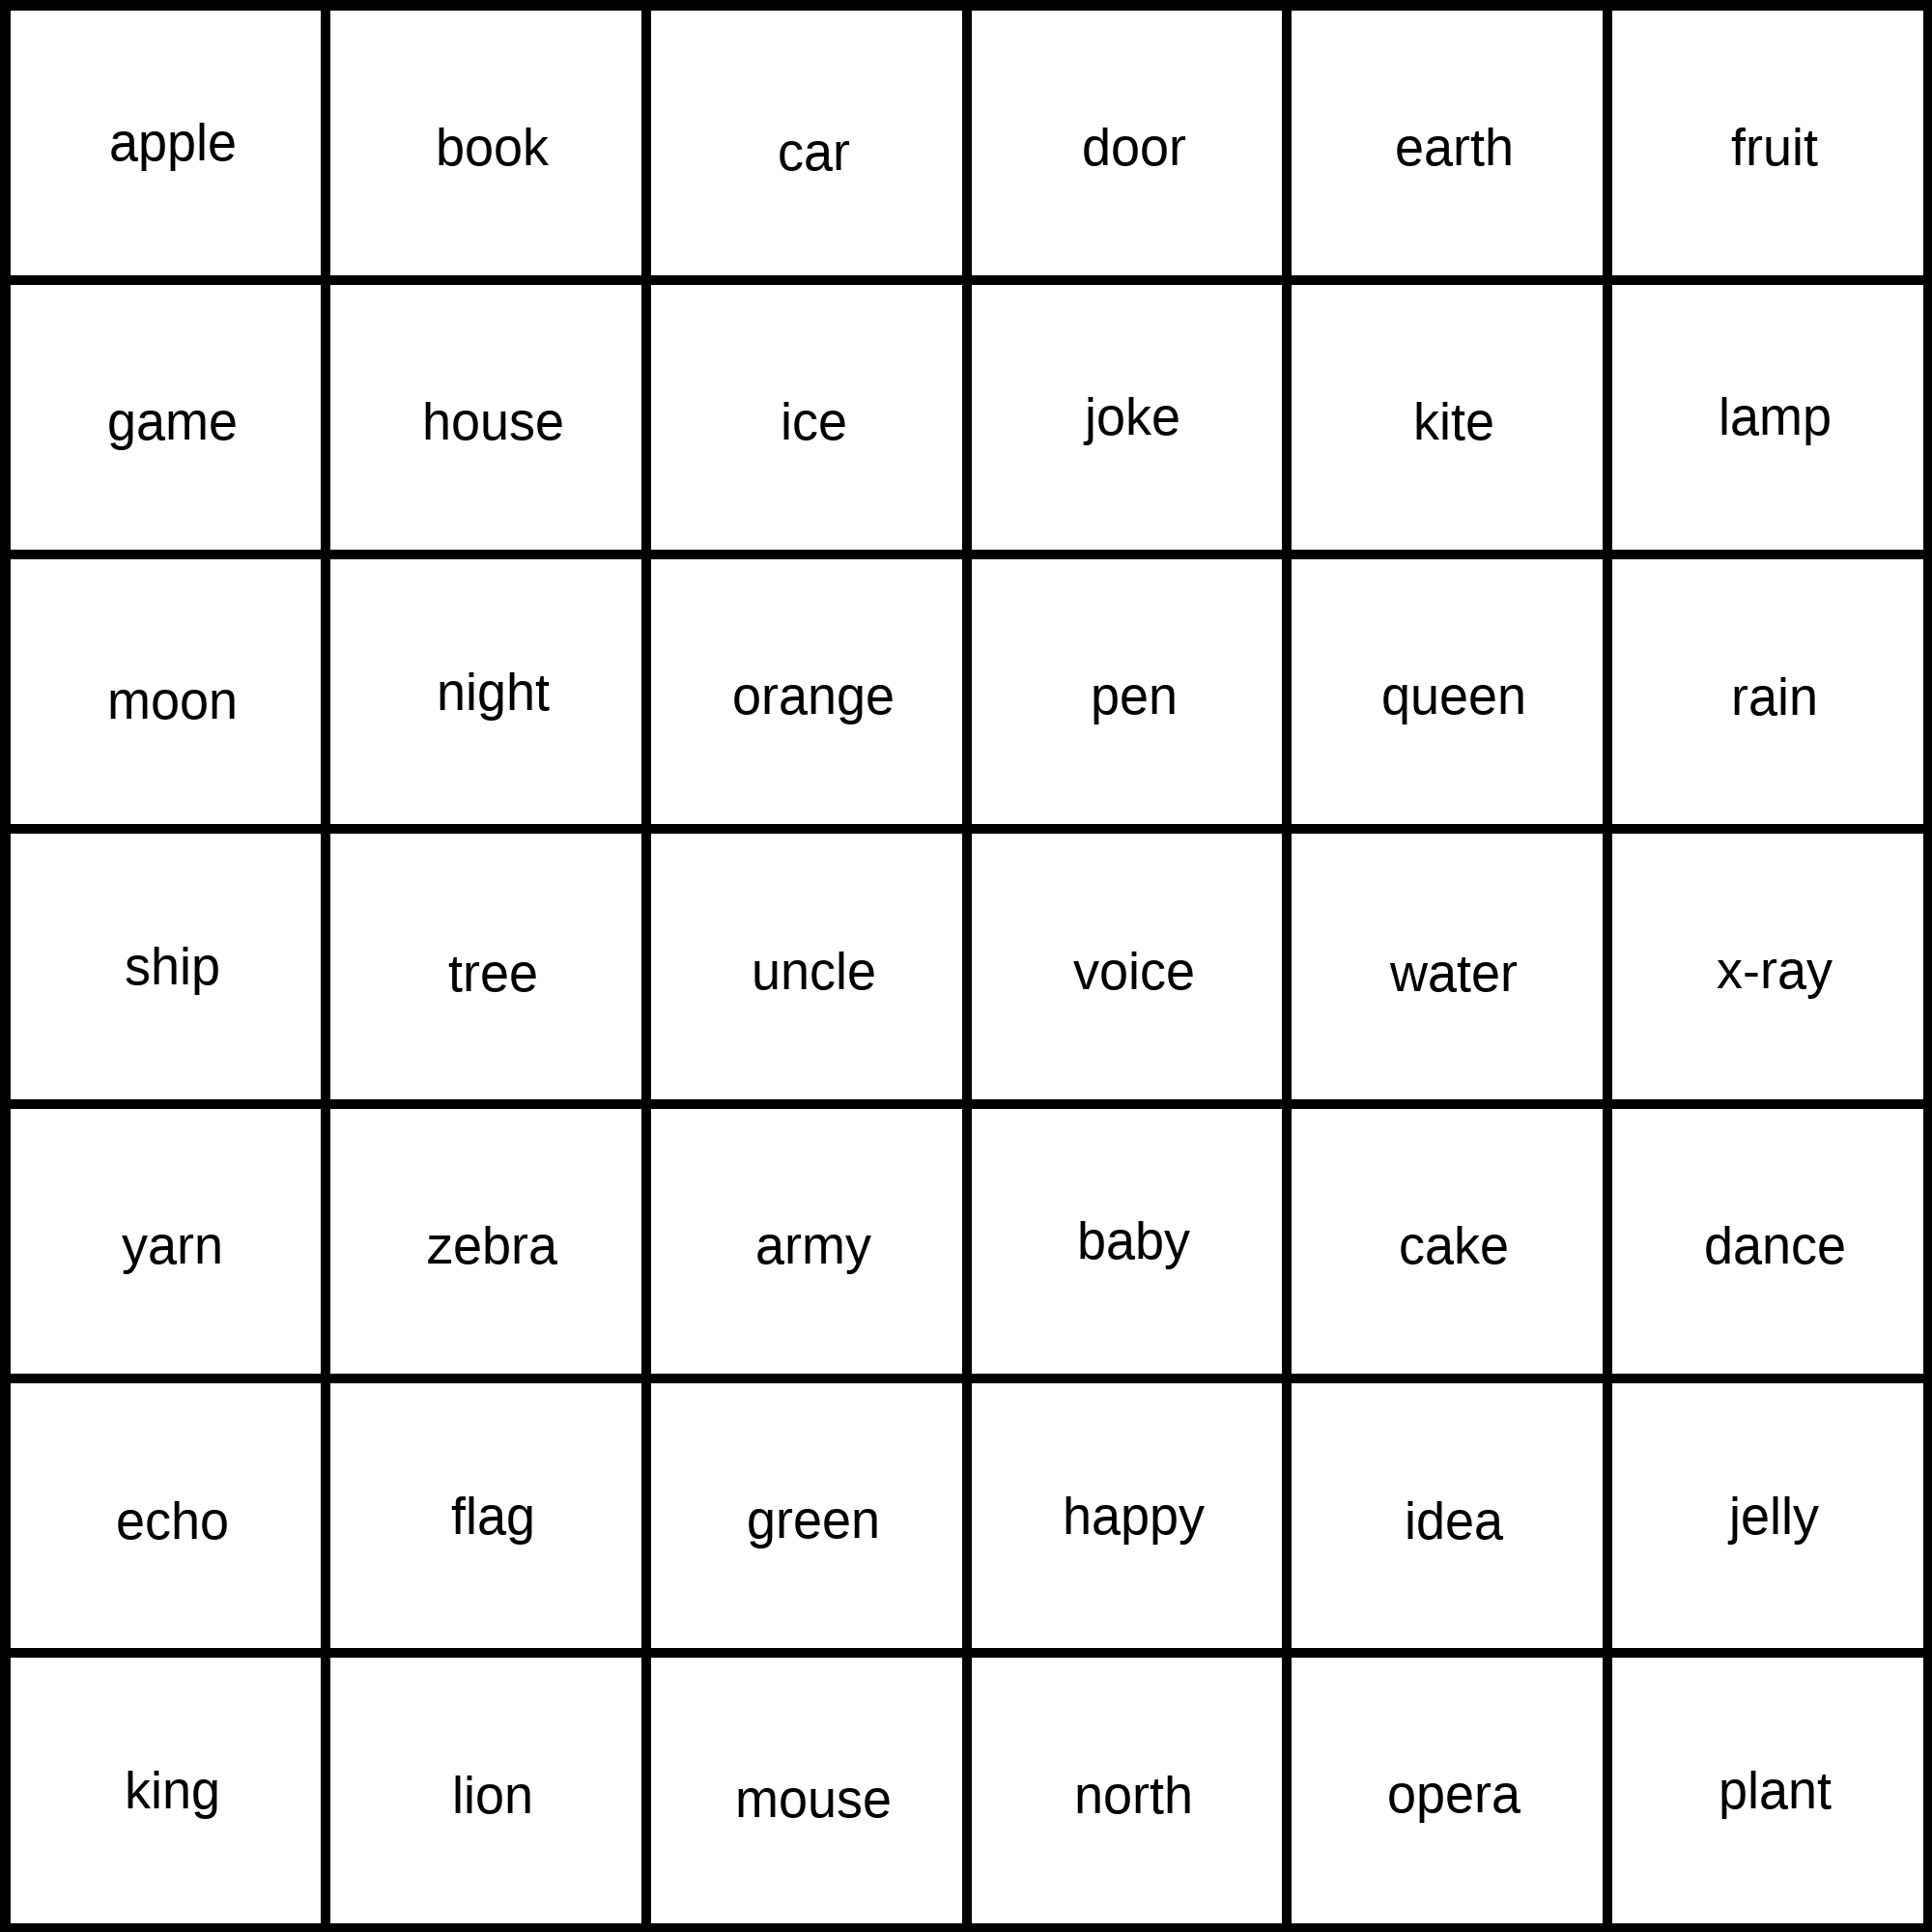 apple book car door earth fruit
game house ice joke kite lamp
moon night orange pen queen rain
ship tree uncle voice water x-ray
yarn zebra army baby cake dance
echo flag green happy idea jelly
king lion mouse north opera plant